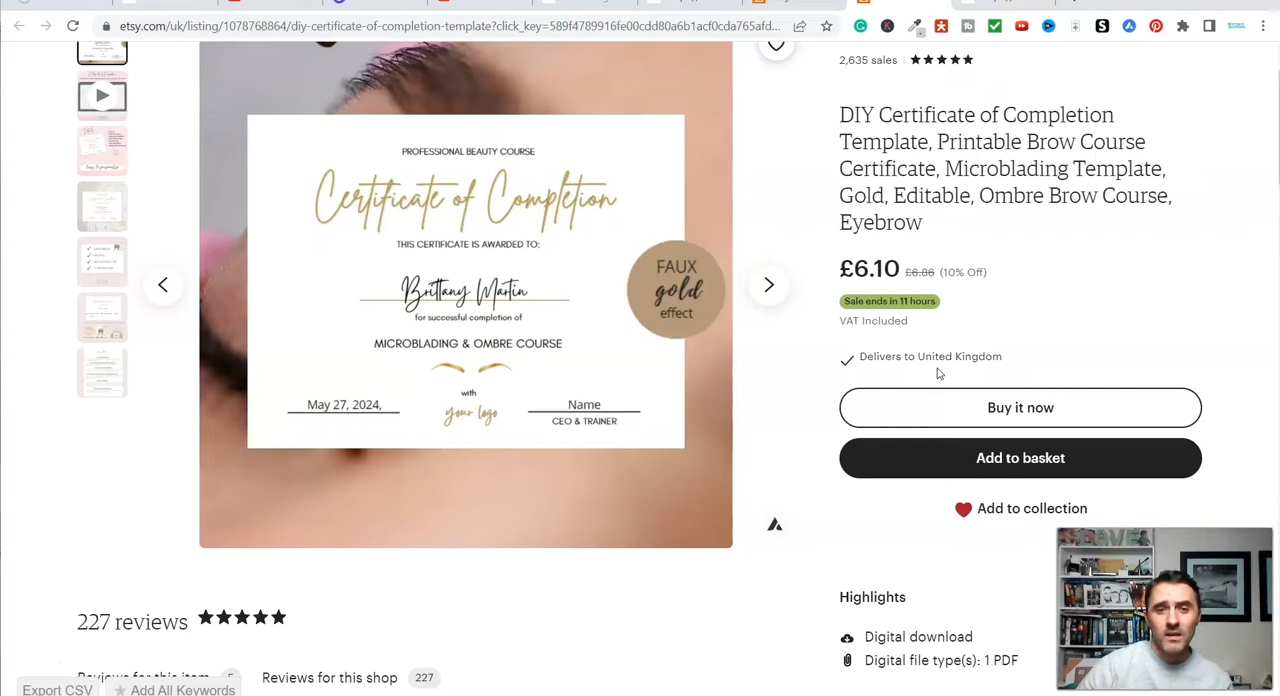 etsy.com/uk/listing/1078768864/diy-certificate-of-completion-template?click_key=589f4789916fe00cdd80a6b1acf0cda765afd...
2,635 sales
DIY Certificate of Completion
Template, Printable Brow Course
Certificate, Microblading Template,
Gold, Editable, Ombre Brow Course,
Eyebrow
£6.10 £6.86 (10% Off)
Sale ends in 11 hours
VAT Included
Delivers to United Kingdom
Buy it now
Add to basket
Add to collection
Highlights
Digital download
Digital file type(s): 1 PDF
PROFESSIONAL BEAUTY COURSE
Certificate of Completion
THIS CERTIFICATE IS AWARDED TO:
Brittany Martin
for successful completion of
MICROBLADING & OMBRE COURSE
with
your logo
May 27, 2024,
Name
CEO & TRAINER
FAUX
gold
effect
227 reviews
Reviews for this item 5
Reviews for this shop 227
Export CSV
Add All Keywords